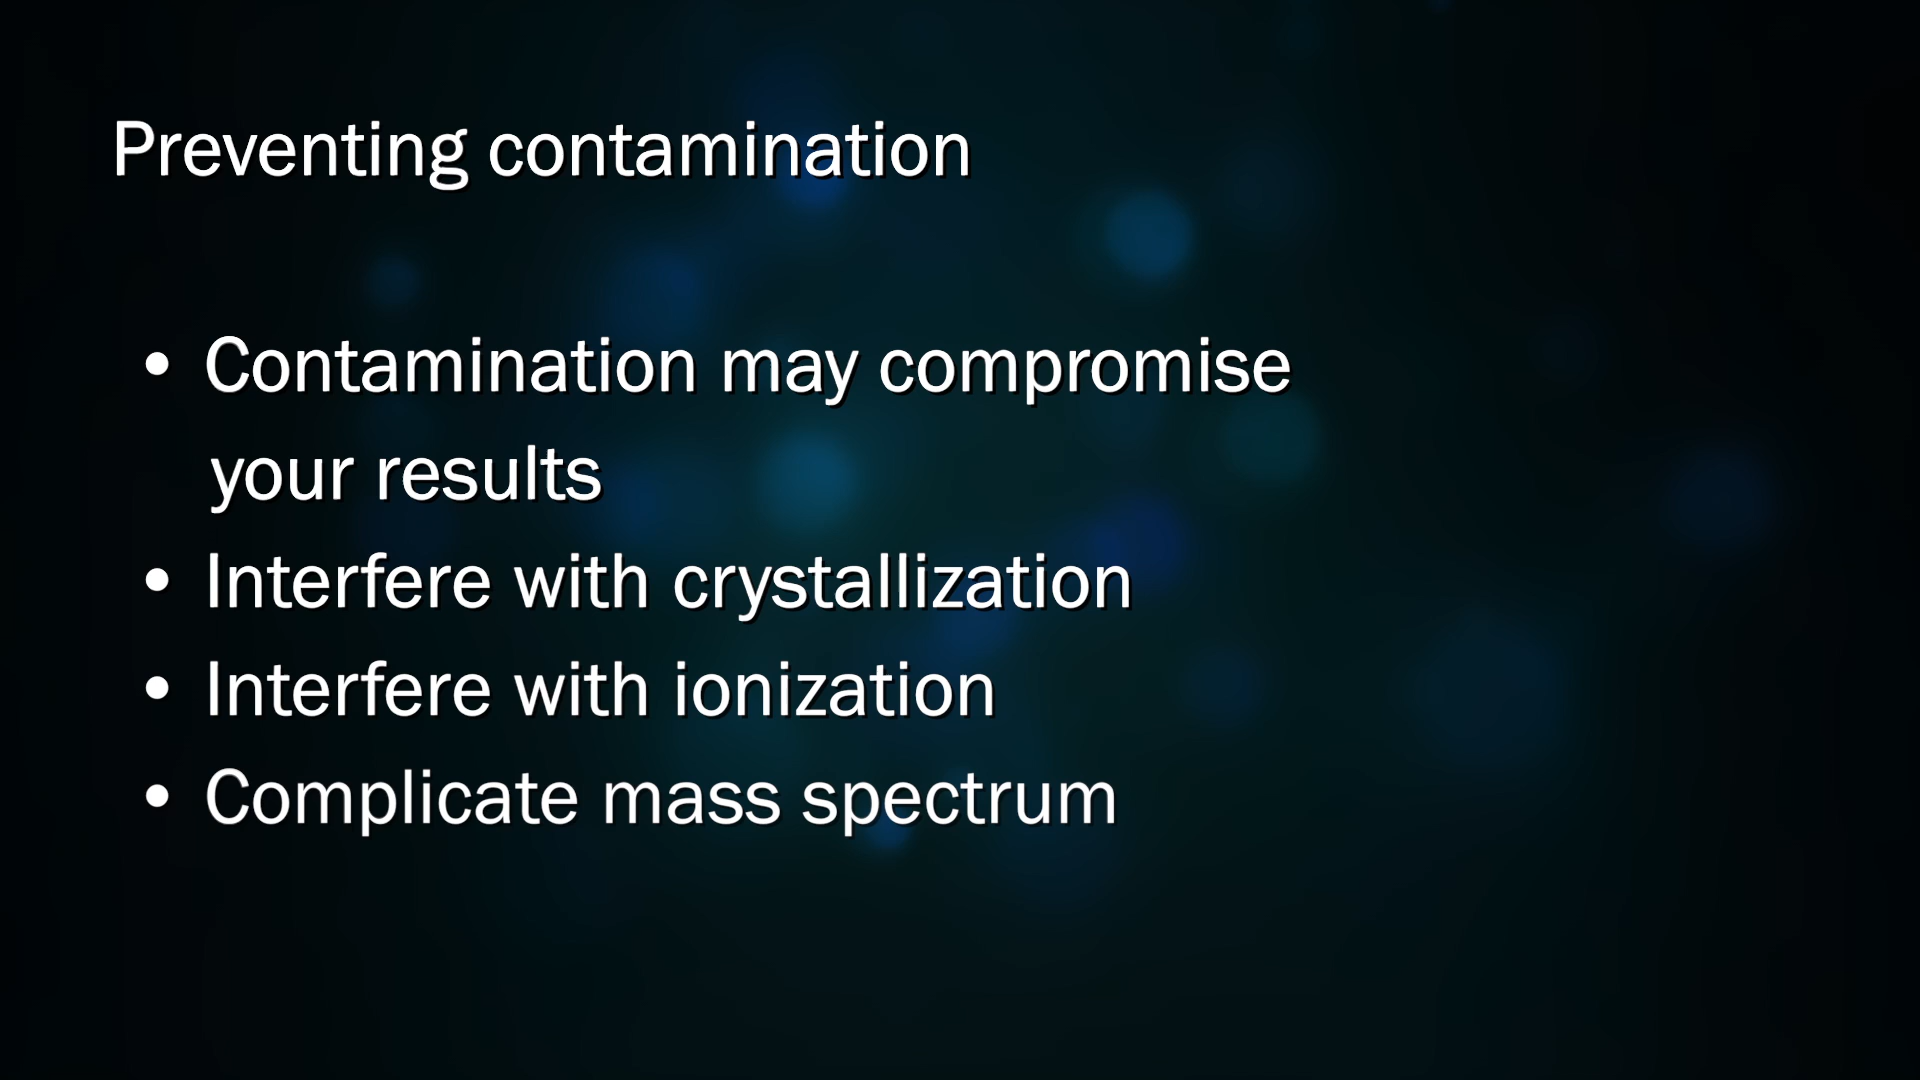 Preventing contamination
• Contamination may compromise
your results
• Interfere with crystallization
• Interfere with ionization
• Complicate mass spectrum